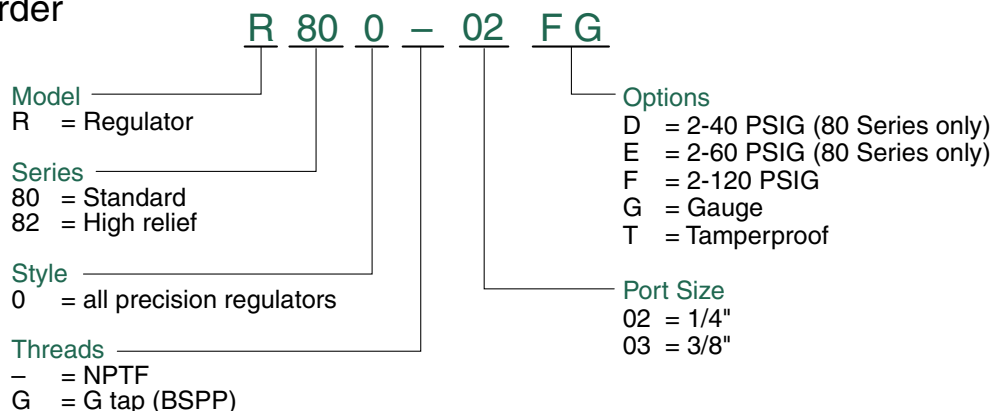 R 80 0 – 02 F G
Model
R = Regulator
Series
80 = Standard
82 = High relief
Style
0 = all precision regulators
Threads
– = NPTF
G = G tap (BSPP)
Options
D = 2-40 PSIG (80 Series only)
E = 2-60 PSIG (80 Series only)
F = 2-120 PSIG
G = Gauge
T = Tamperproof
Port Size
02 = 1/4"
03 = 3/8"